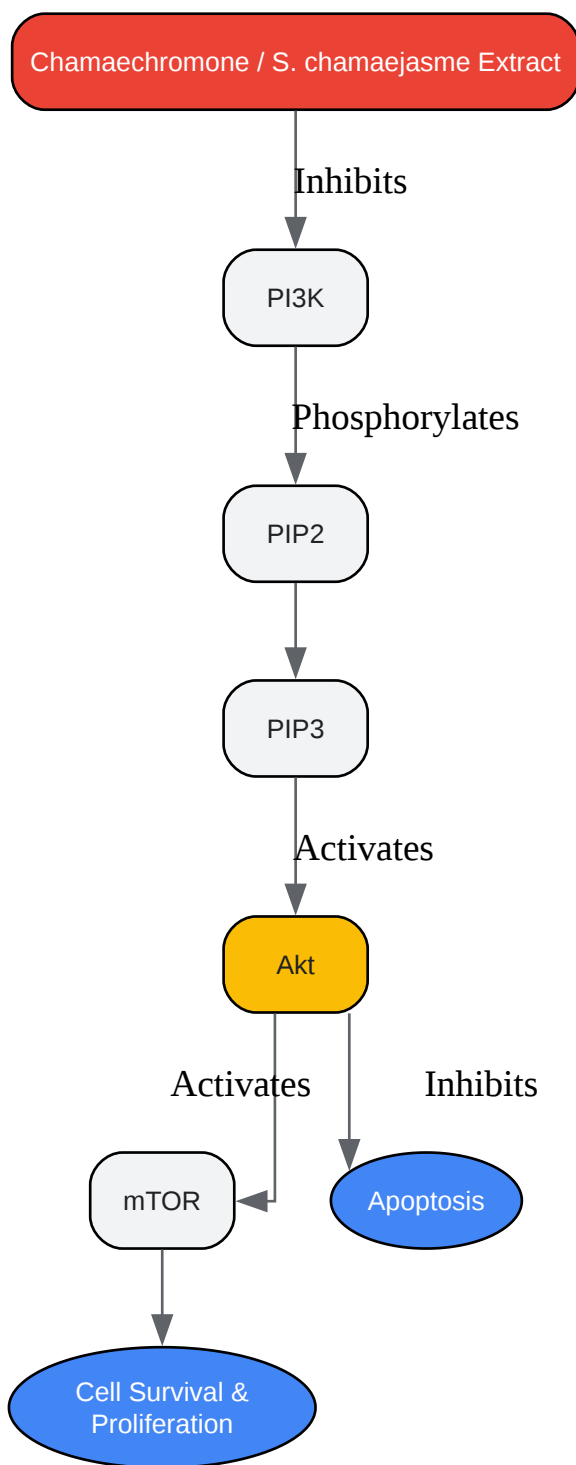 Chamaechromone / S. chamaejasme Extract
Inhibits
PI3K
Phosphorylates
PIP2
PIP3
Activates
Akt
Activates
Inhibits
mTOR
Apoptosis
Cell Survival &
Proliferation